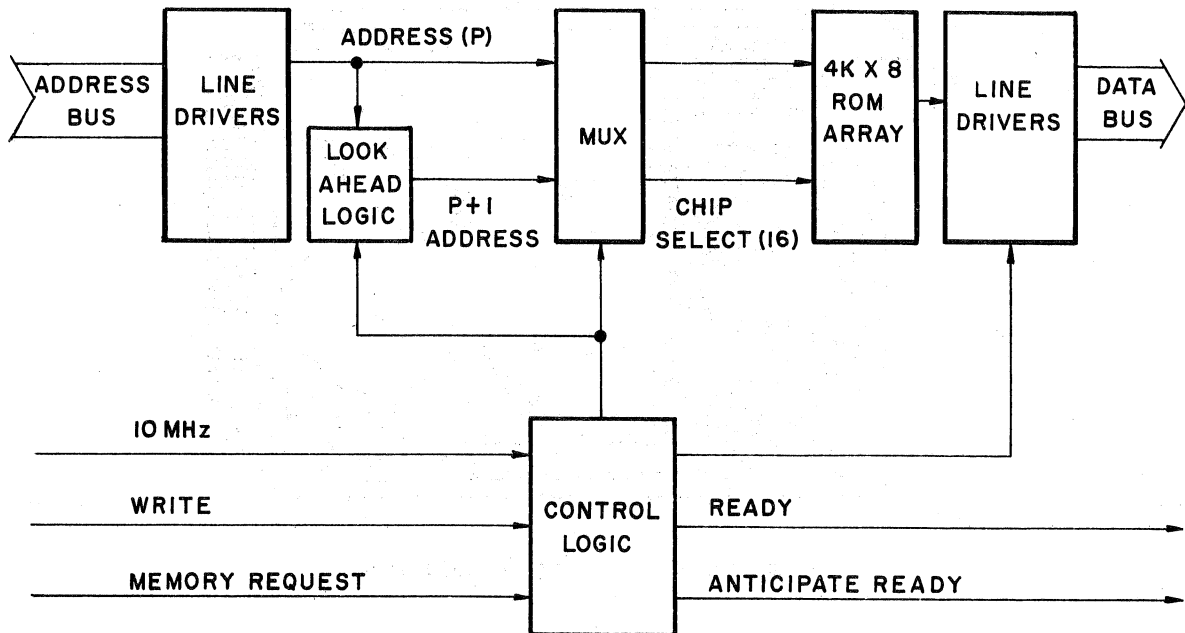 ADDRESS
BUS
LINE
DRIVERS
ADDRESS (P)
LOOK
AHEAD
LOGIC
P+1
ADDRESS
MUX
CHIP
SELECT (16)
4K X 8
ROM
ARRAY
LINE
DRIVERS
DATA
BUS
10 MHz
WRITE
MEMORY REQUEST
CONTROL
LOGIC
READY
ANTICIPATE READY